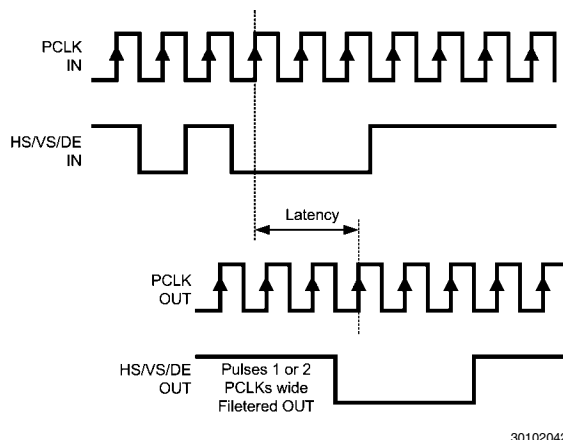 PCLK
IN
HS/VS/DE
IN
Latency
PCLK
OUT
HS/VS/DE
OUT
Pulses 1 or 2
PCLKs wide
Filetered OUT
30102042